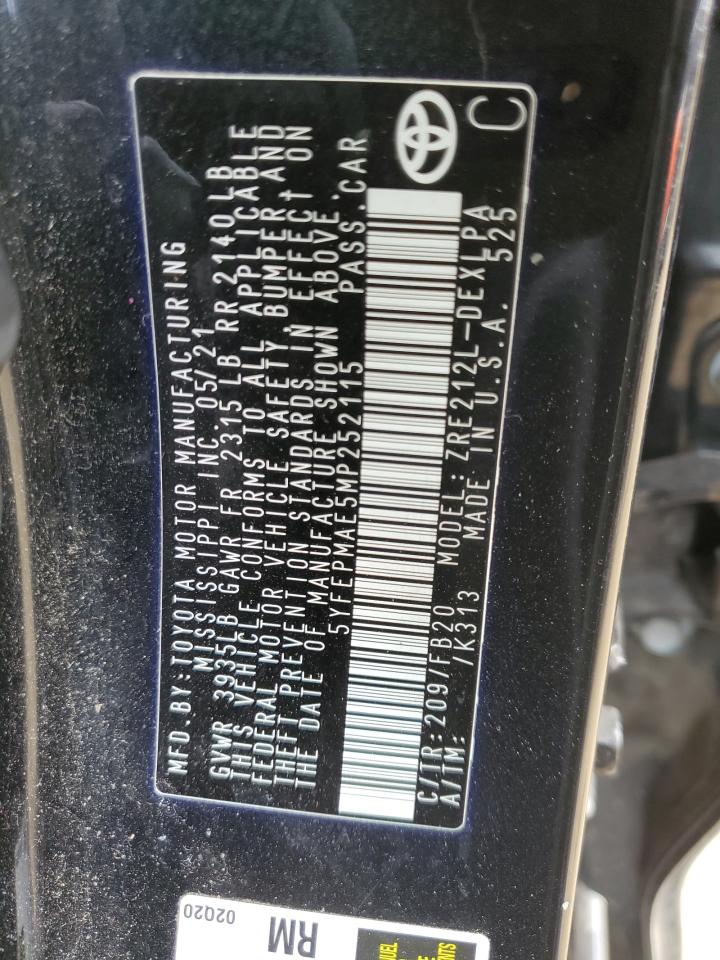 MFD.BY:TOYOTA MOTOR MANUFACTURING
MISSISSIPPI INC 05/21
GVWR 3935LB GAWR FR 2315 LB RR 2140LB
THIS VEHICLE CONFORMS TO ALL APPLICABLE
FEDERAL MOTOR VEHICLE SAFETY, BUMPER, AND
THEFT PREVENTION STANDARDS IN EFFECT ON
THE DATE OF MANUFACTURE SHOWN ABOVE.
5YFEPMAE5MP252115 PASS.CAR
C/TR:209/FB20 MODEL:ZRE212L-DEXLPA
A/TM: /K313 MADE IN U.S.A. 525
C
02Q20
RM